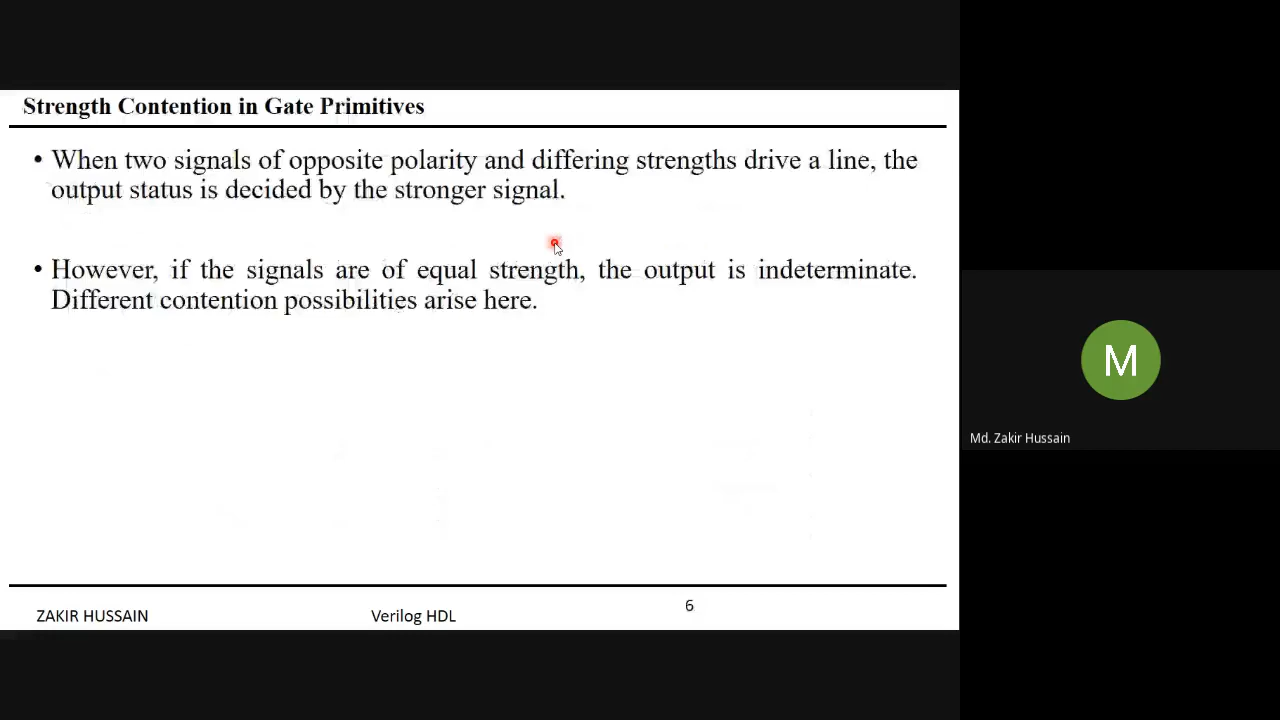 Strength Contention in Gate Primitives
• When two signals of opposite polarity and differing strengths drive a line, the
output status is decided by the stronger signal.
• However, if the signals are of equal strength, the output is indeterminate.
Different contention possibilities arise here.
M
Md. Zakir Hussain
ZAKIR HUSSAIN
Verilog HDL
6